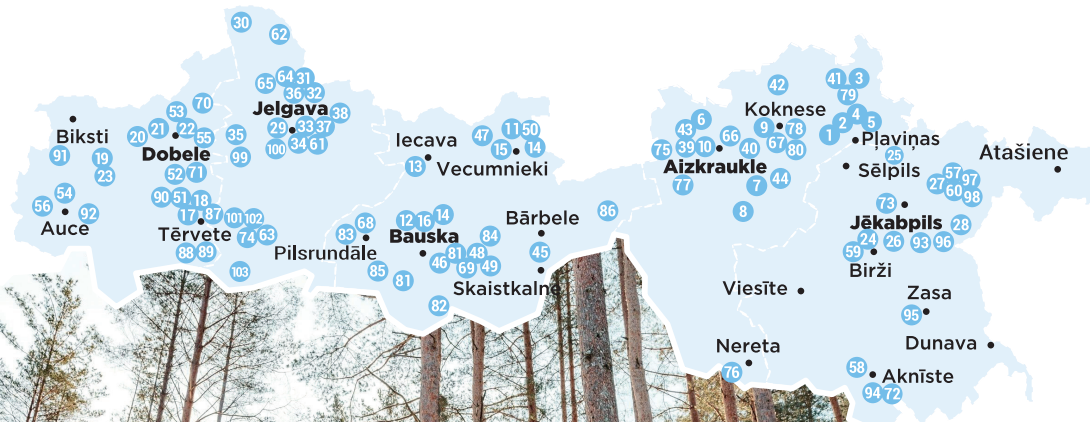 30
62
64 31
65
36 32
70
53
Jelgava
38
Biksti
20 21 22 55
35
29 33 37
34 61
100
99
91
19
23
Dobele
52 71
54
56
92
Auce
90 51 18
17 87
101 102
Tērvete
74 63
88 89
103
Iecava
13
47
11 50
15 14
Vecumnieki
68
83
Pilsrundāle
85
81
12 16 14
Bauska
84
81 48
46
69 49
82
Bārbele
45
Skaistkalne
86
42
41 3
79
Koknese
43 6
66
9 78
67
80
40
75 39 10
Aizkraukle
77
44
7
8
4
2 5
1
Pļaviņas
25
Sēlpils
Atašiene
57
27 97
60 98
73
Jēkabpils
28
24
26 93 96
59
Birži
Viesīte
Zasa
95
Dunava
Nereta
76
58
Aknīste
94 72